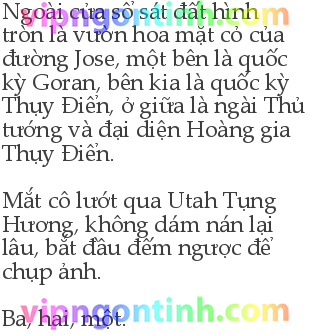 Ngoài cửa sổ sát đất hình
tròn là vườn hoa mặt cỏ của
đường Jose, một bên là quốc
kỳ Goran, bên kia là quốc kỳ
Thụy Điển, ở giữa là ngài Thủ
tướng và đại diện Hoàng gia
Thụy Điển.
vipngontinh.com
Mắt cô lướt qua Utah Tụng
Hương, không dám nán lại
lâu, bắt đầu đếm ngược để
chụp ảnh.
Ba, hai, một.
vipngontinh.com